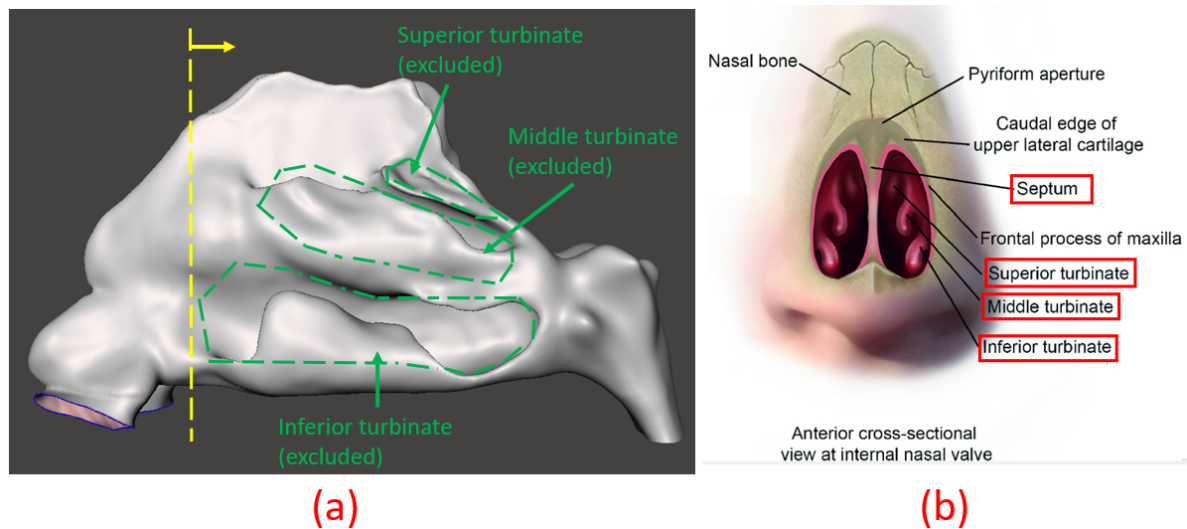 Superior turbinate
(excluded)
Middle turbinate
(excluded)
Inferior turbinate
(excluded)
(a)
Nasal bone
Pyriform aperture
Caudal edge of
upper lateral cartilage
Septum
Frontal process of maxilla
Superior turbinate
Middle turbinate
Inferior turbinate
Anterior cross-sectional
view at internal nasal valve
(b)